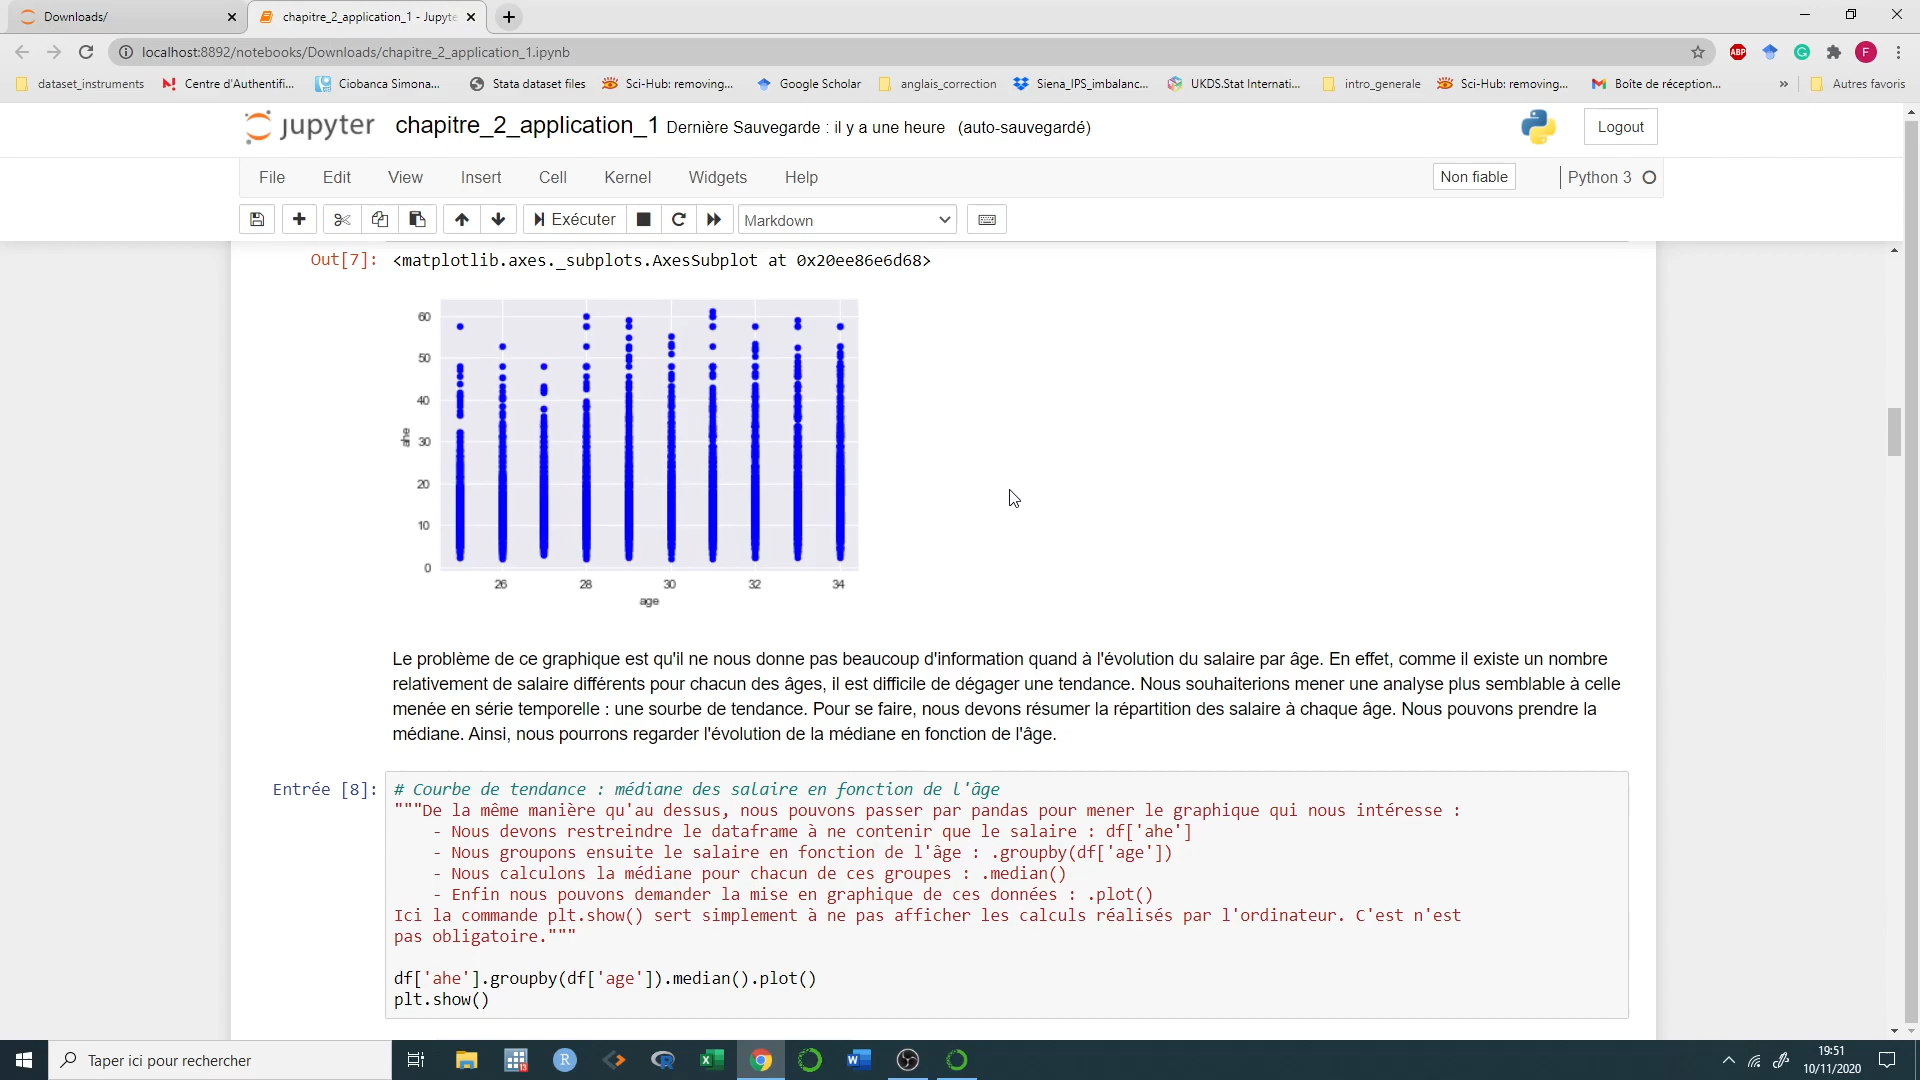 Downloads/
chapitre_2_application_1 - Jupyte
localhost:8892/notebooks/Downloads/chapitre_2_application_1.ipynb
ABP
F
dataset_instruments
Centre d'Authentifi...
Ciobanca Simona...
Stata dataset files
Sci-Hub: removing...
Google Scholar
anglais_correction
Siena_IPS_imbalanc...
UKDS.Stat Internati...
intro_generale
Sci-Hub: removing...
Boîte de réception...
»
Autres favoris
jupyter chapitre_2_application_1 Dernière Sauvegarde : il y a une heure (auto-sauvegardé)
Logout
File Edit View Insert Cell Kernel Widgets Help
Non fiable
Python 3
Exécuter
Markdown
Out[7]: <matplotlib.axes._subplots.AxesSubplot at 0x20ee86e6d68>
60
50
40
30
20
10
0
ahe
26 28 30 32 34
age
Le problème de ce graphique est qu'il ne nous donne pas beaucoup d'information quand à l'évolution du salaire par âge. En effet, comme il existe un nombre
relativement de salaire différents pour chacun des âges, il est difficile de dégager une tendance. Nous souhaiterions mener une analyse plus semblable à celle
menée en série temporelle : une sourbe de tendance. Pour se faire, nous devons résumer la répartition des salaire à chaque âge. Nous pouvons prendre la
médiane. Ainsi, nous pourrons regarder l'évolution de la médiane en fonction de l'âge.
Entrée [8]: # Courbe de tendance : médiane des salaire en fonction de l'âge
"""De la même manière qu'au dessus, nous pouvons passer par pandas pour mener le graphique qui nous intéresse :
- Nous devons restreindre le dataframe à ne contenir que le salaire : df['ahe']
- Nous groupons ensuite le salaire en fonction de l'âge : .groupby(df['age'])
- Nous calculons la médiane pour chacun de ces groupes : .median()
- Enfin nous pouvons demander la mise en graphique de ces données : .plot()
Ici la commande plt.show() sert simplement à ne pas afficher les calculs réalisés par l'ordinateur. C'est n'est
pas obligatoire."""
df['ahe'].groupby(df['age']).median().plot()
plt.show()
Taper ici pour rechercher
19:51
10/11/2020